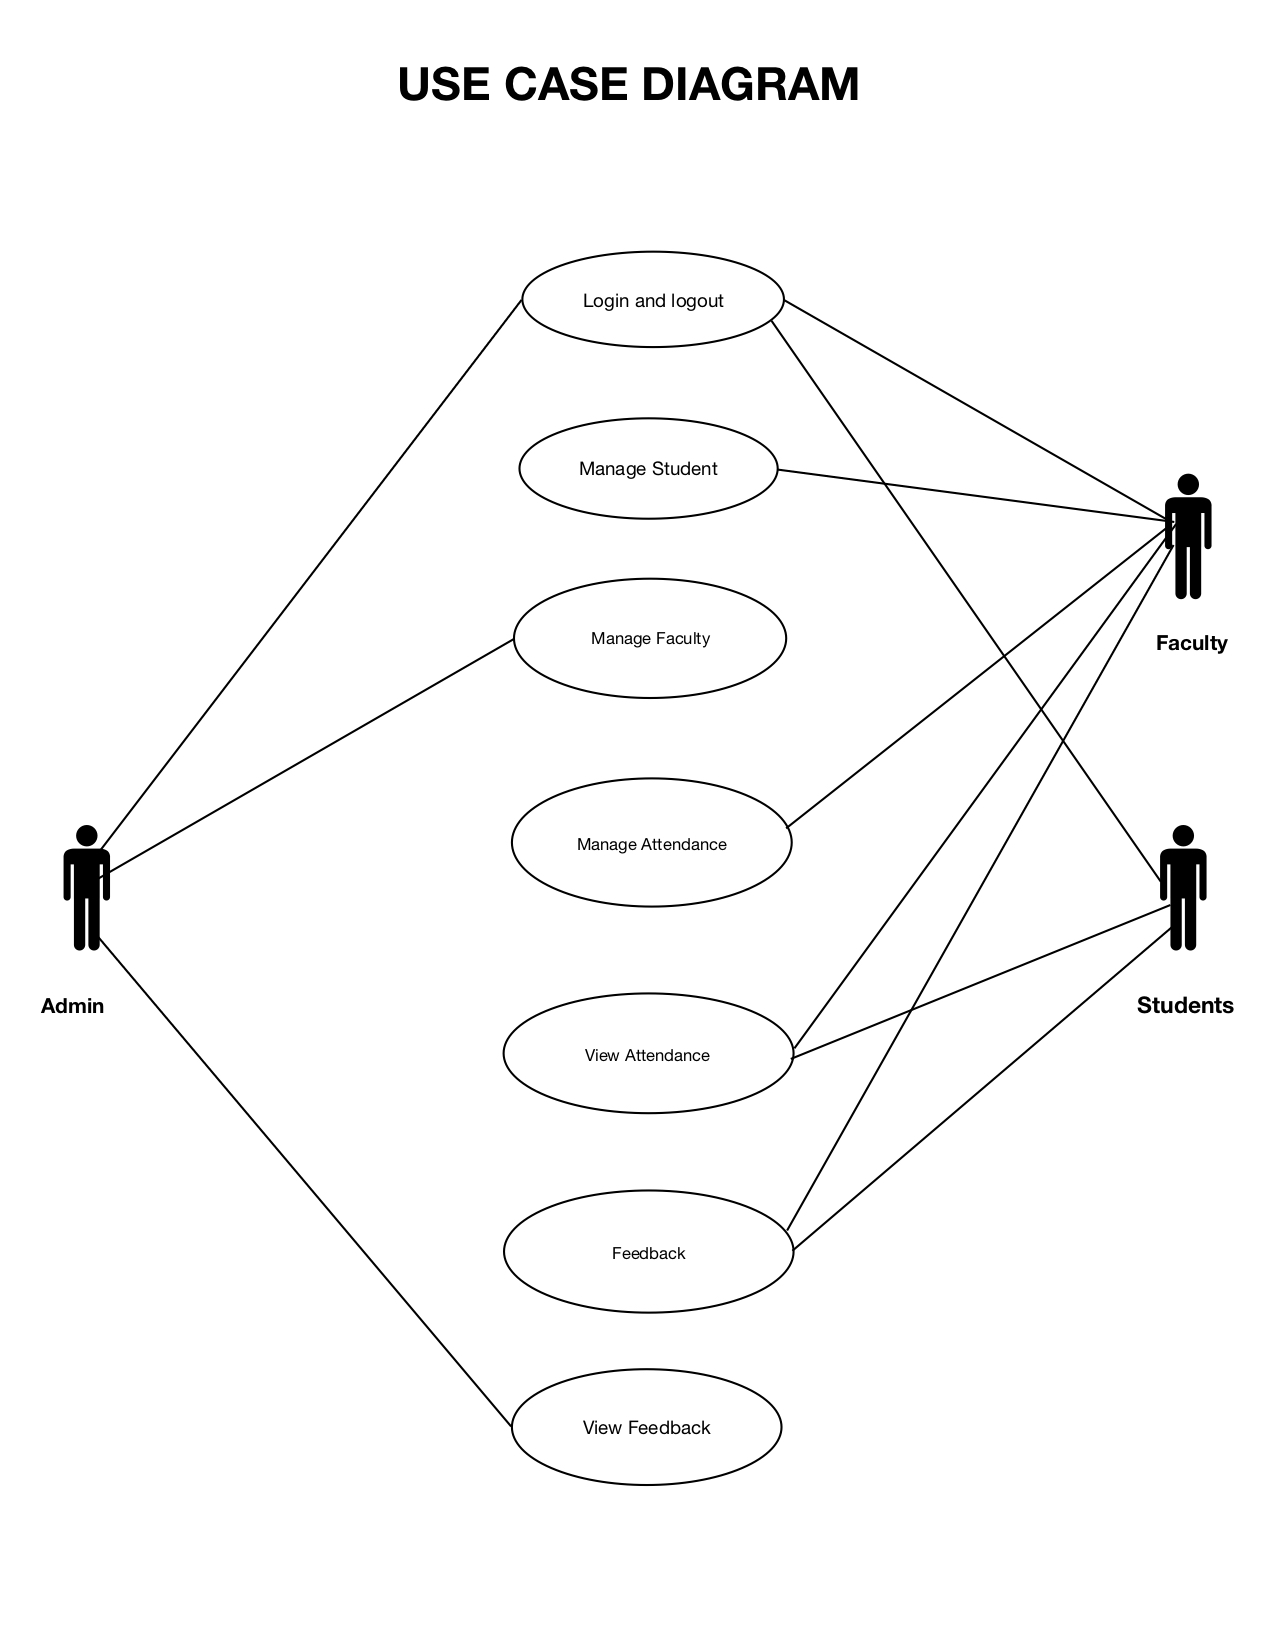 USE CASE DIAGRAM
Login and logout
Manage Student
Manage Faculty
Faculty
Manage Attendance
Admin
Students
View Attendance
Feedback
View Feedback